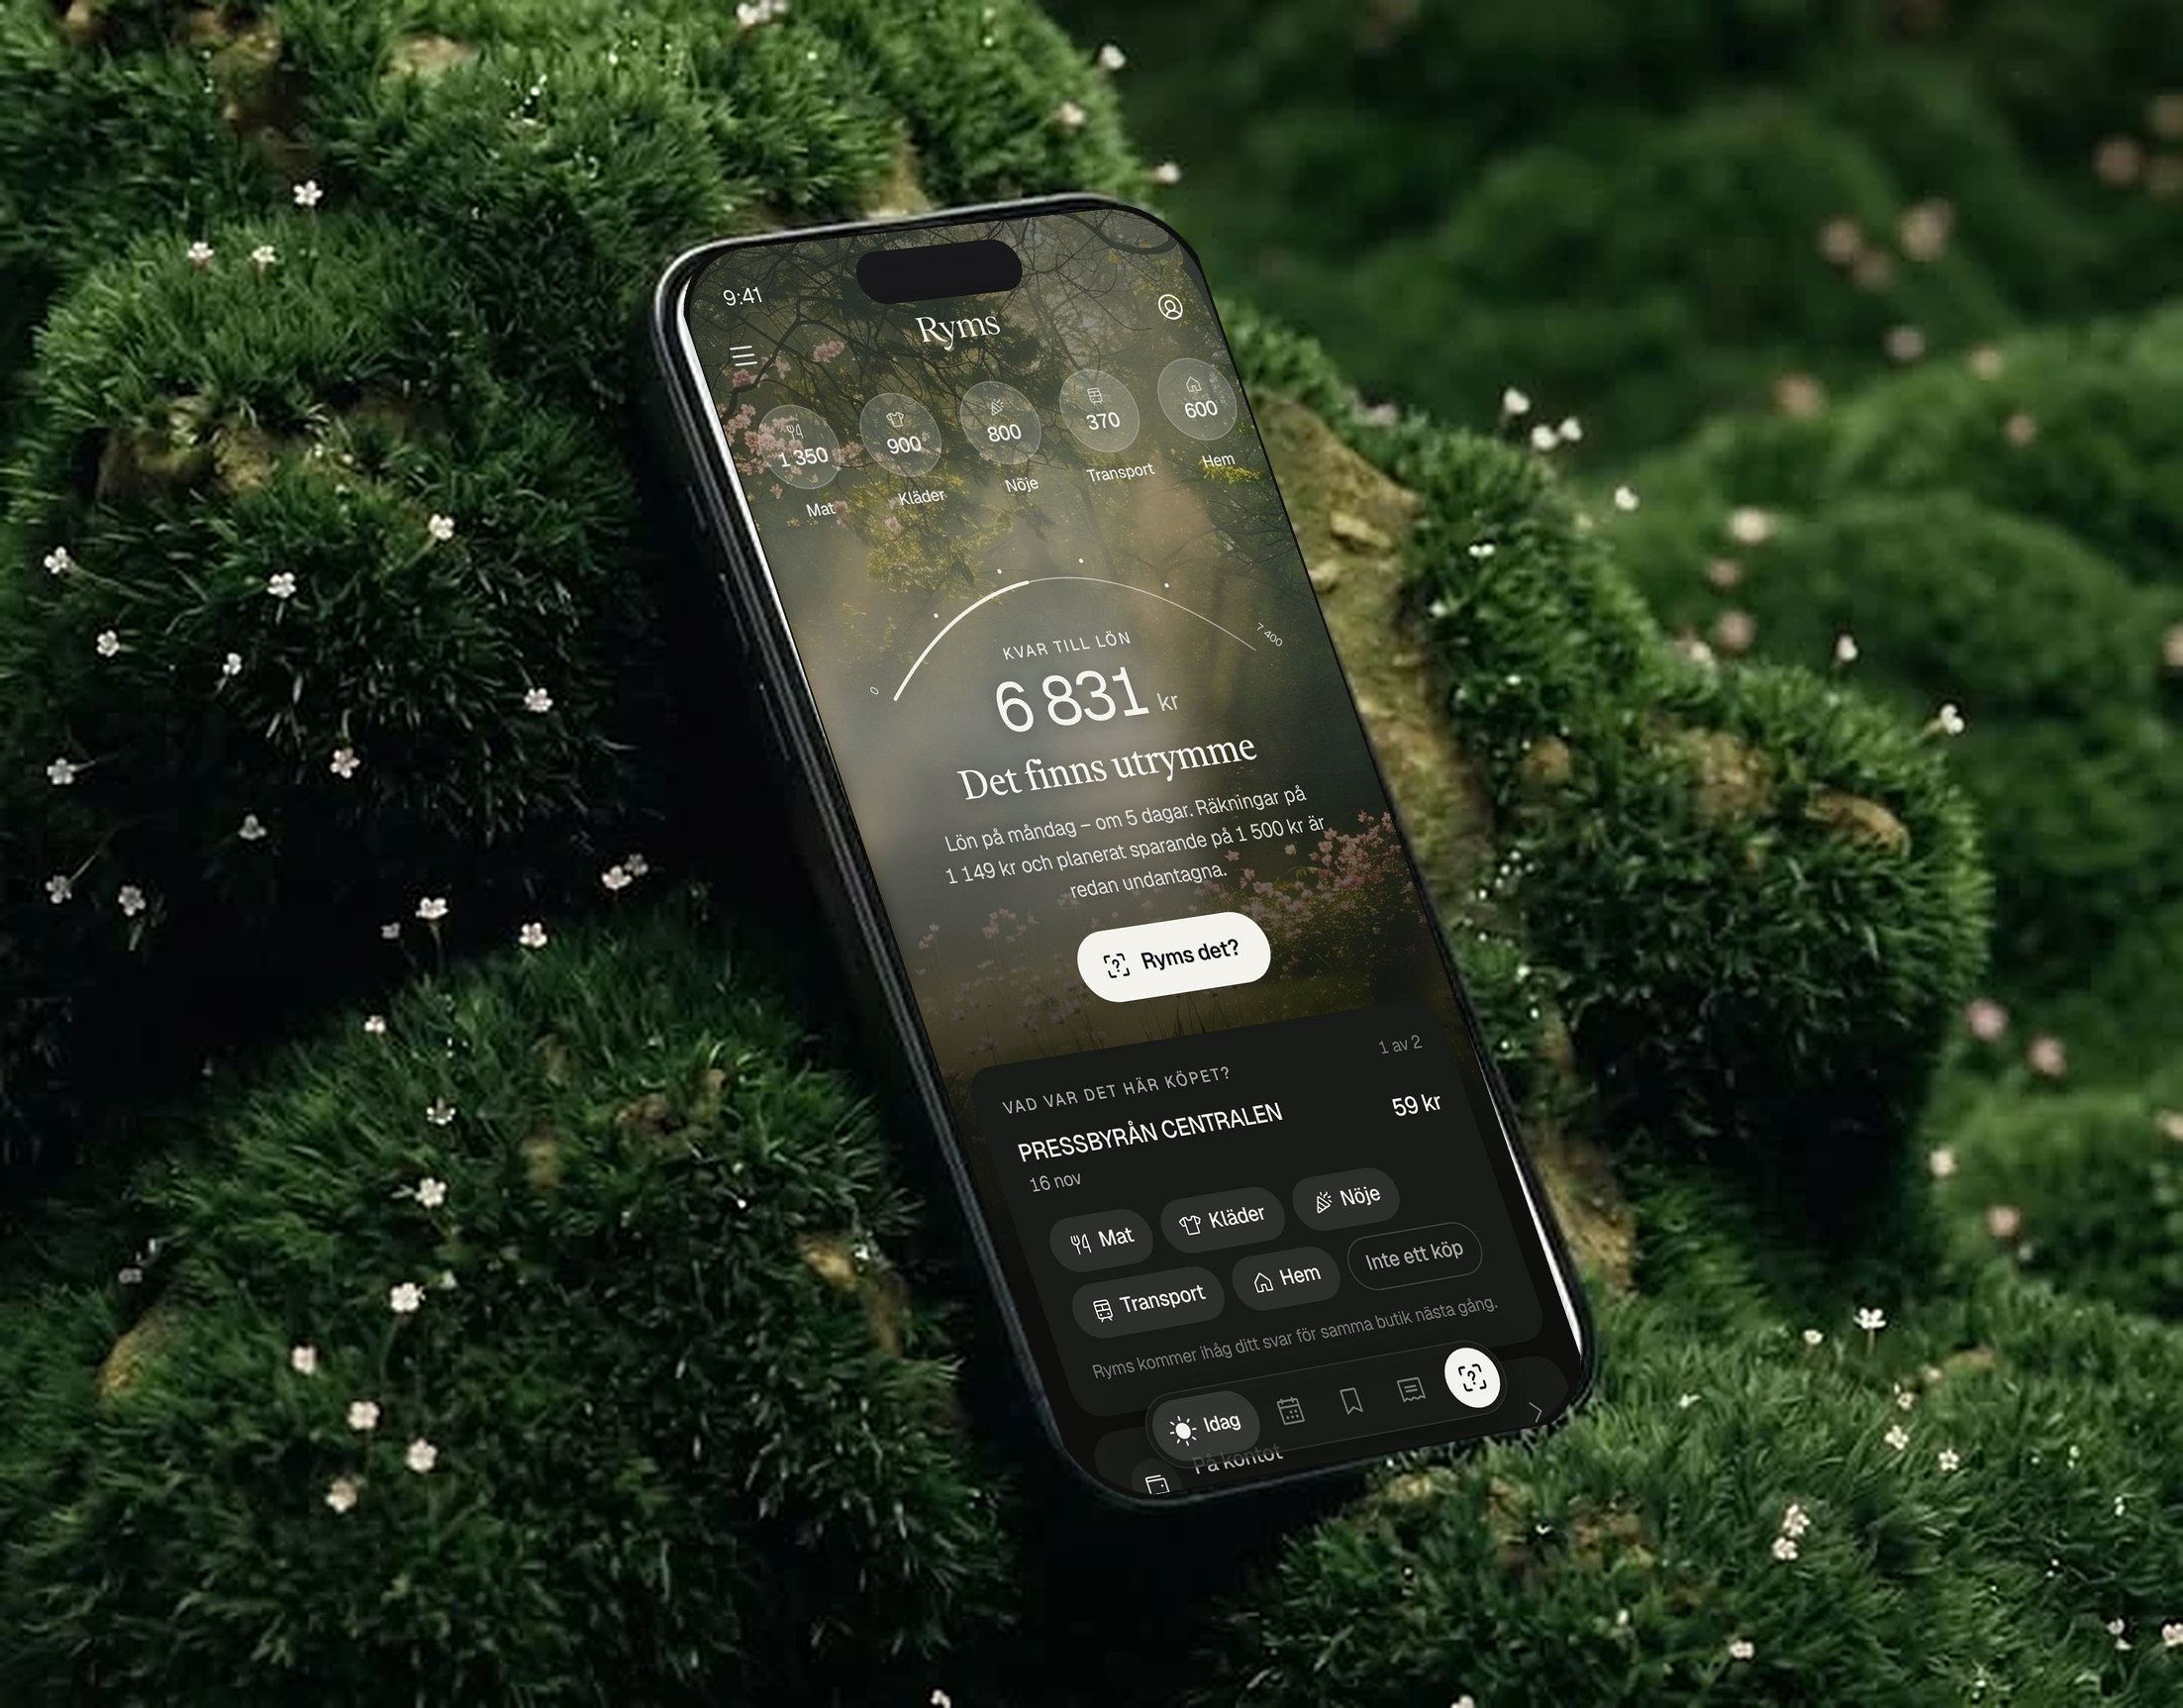 9:41
Ryms
1 350
900
800
370
600
Mat
Kläder
Nöje
Transport
Hem
0
7 400
KVAR TILL LÖN
6 831 kr
Det finns utrymme
Lön på måndag – om 5 dagar. Räkningar på
1 149 kr och planerat sparande på 1 500 kr är
redan undantagna.
Ryms det?
VAD VAR DET HÄR KÖPET?
1 av 2
PRESSBYRÅN CENTRALEN
59 kr
16 nov
Mat
Kläder
Nöje
Transport
Hem
Inte ett köp
Ryms kommer ihåg ditt svar för samma butik nästa gång.
Idag
På kontot